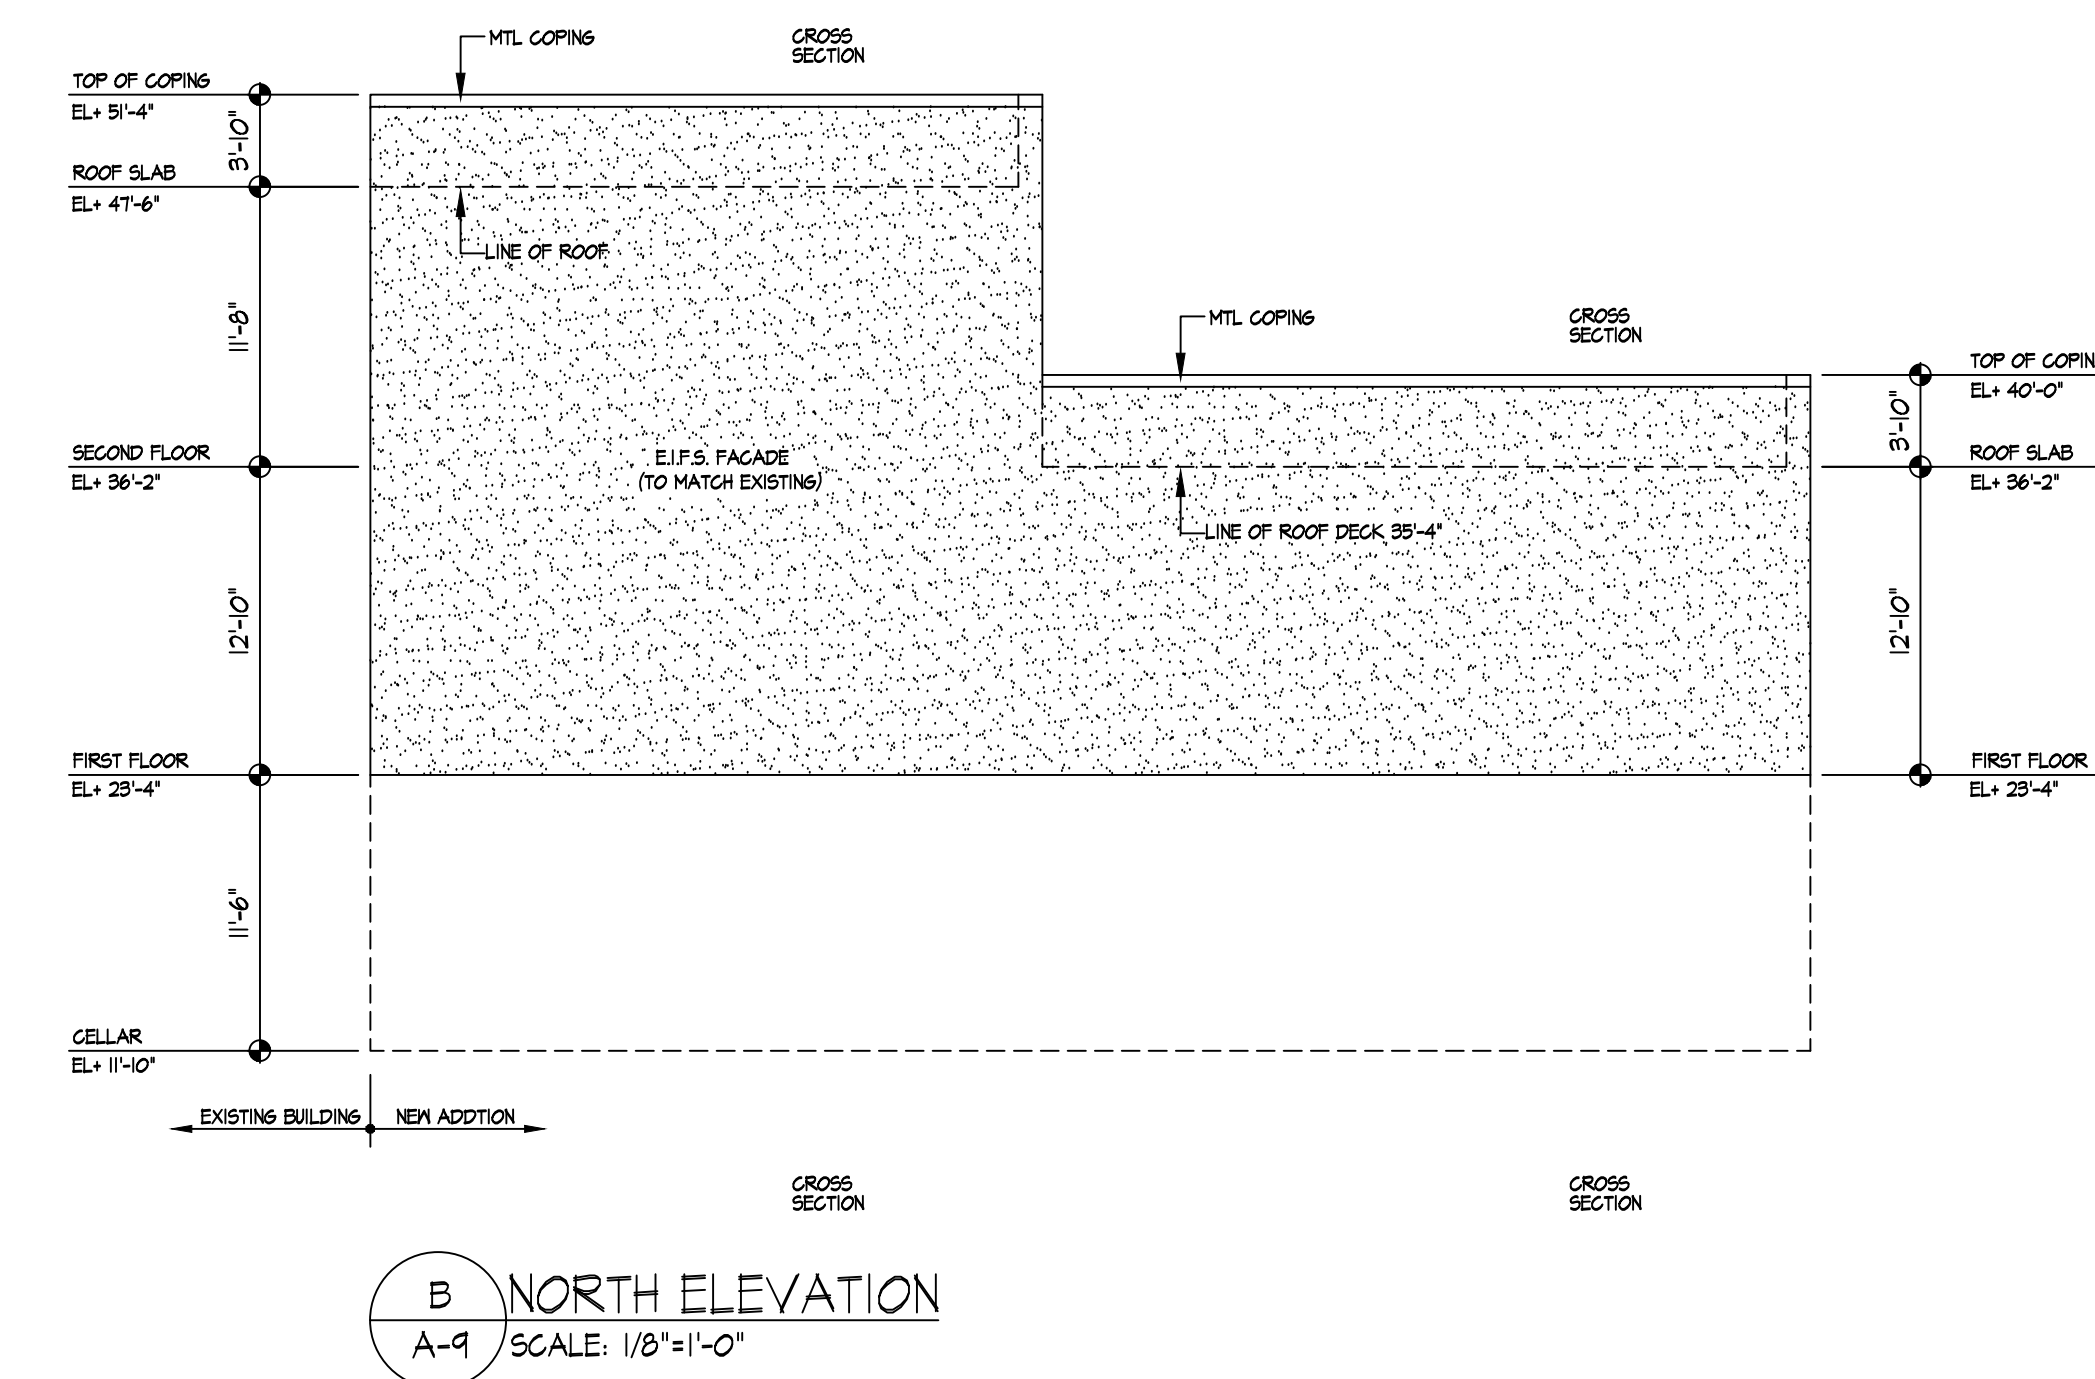 MTL COPING
CROSS
SECTION
TOP OF COPING
EL+ 51'-4"
3'-10"
ROOF SLAB
EL+ 47'-6"
LINE OF ROOF
11'-8"
MTL COPING
CROSS
SECTION
TOP OF COPIN
EL+ 40'-0"
3'-10"
SECOND FLOOR
EL+ 36'-2"
E.I.F.S. FACADE
(TO MATCH EXISTING)
ROOF SLAB
EL+ 36'-2"
LINE OF ROOF DECK 35'-4"
12'-10"
12'-10"
FIRST FLOOR
EL+ 23'-4"
FIRST FLOOR
EL+ 23'-4"
11'-6"
CELLAR
EL+ 11'-10"
EXISTING BUILDING
NEW ADDTION
CROSS
SECTION
CROSS
SECTION
B
NORTH ELEVATION
A-9
SCALE: 1/8"=1'-0"